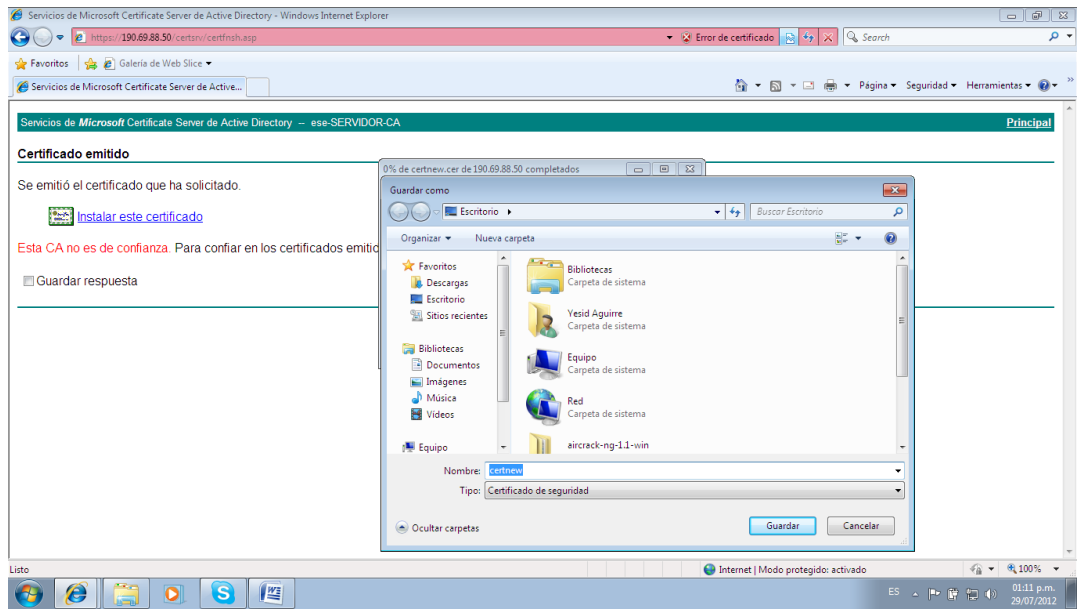 Servicios de Microsoft Certificate Server de Active Directory - Windows Internet Explorer
https://190.69.88.50/certsrv/certfnsh.asp
Error de certificado
Search
Favoritos
Galería de Web Slice
Servicios de Microsoft Certificate Server de Active...
Página
Seguridad
Herramientas
Servicios de Microsoft Certificate Server de Active Directory -- ese-SERVIDOR-CA
Principal
Certificado emitido
Se emitió el certificado que ha solicitado.
Instalar este certificado
Esta CA no es de confianza. Para confiar en los certificados emitic
Guardar respuesta
0% de certnew.cer de 190.69.88.50 completados
Guardar como
Escritorio
Buscar Escritorio
Organizar
Nueva carpeta
Favoritos
Descargas
Escritorio
Sitios recientes
Bibliotecas
Documentos
Imágenes
Música
Vídeos
Equipo
Bibliotecas
Carpeta de sistema
Yesid Aguirre
Carpeta de sistema
Equipo
Carpeta de sistema
Red
Carpeta de sistema
aircrack-ng-1.1-win
Nombre: certnew
Tipo: Certificado de seguridad
Ocultar carpetas
Guardar
Cancelar
Listo
Internet | Modo protegido: activado
100%
ES
01:11 p.m.
29/07/2012